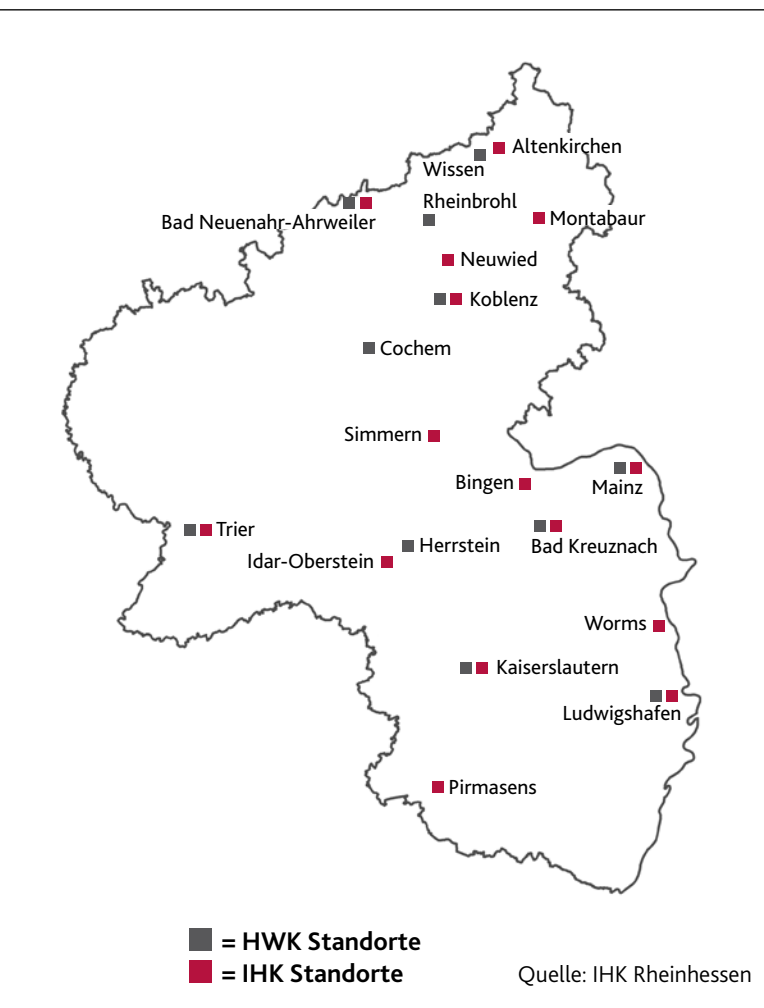 Altenkirchen
Wissen
Rheinbrohl
Bad Neuenahr-Ahrweiler
Montabaur
Neuwied
Koblenz
Cochem
Simmern
Bingen
Mainz
Trier
Herrstein
Bad Kreuznach
Idar-Oberstein
Worms
Kaiserslautern
Ludwigshafen
Pirmasens
= HWK Standorte
= IHK Standorte
Quelle: IHK Rheinhessen